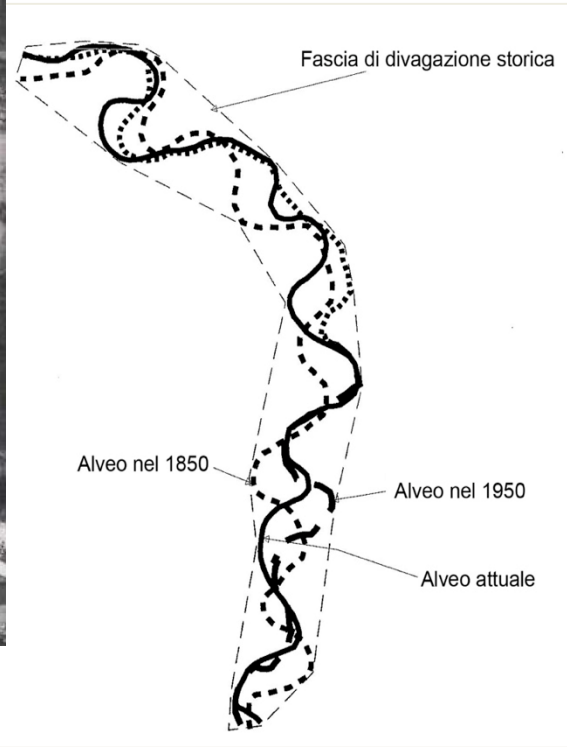 Fascia di divagazione storica
Alveo nel 1850
Alveo nel 1950
Alveo attuale